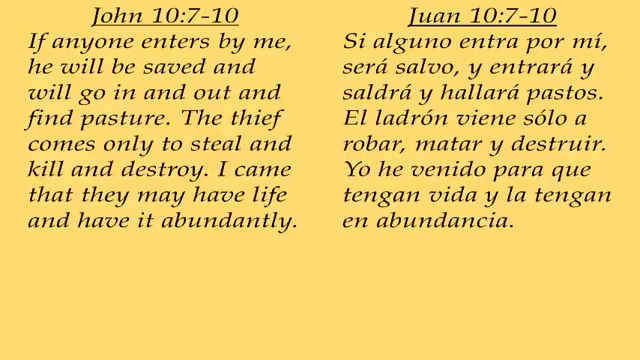 John 10:7-10
If anyone enters by me,
he will be saved and
will go in and out and
find pasture. The thief
comes only to steal and
kill and destroy. I came
that they may have life
and have it abundantly.
Juan 10:7-10
Si alguno entra por mí,
será salvo, y entrará y
saldrá y hallará pastos.
El ladrón viene sólo a
robar, matar y destruir.
Yo he venido para que
tengan vida y la tengan
en abundancia.